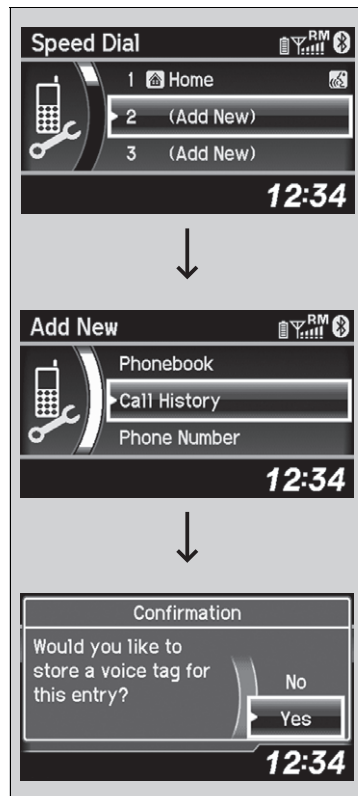 Speed Dial
RM
1 Home
2 (Add New)
3 (Add New)
12:34
Add New
RM
Phonebook
Call History
Phone Number
12:34
Confirmation
Would you like to
store a voice tag for
this entry?
No
Yes
12:34